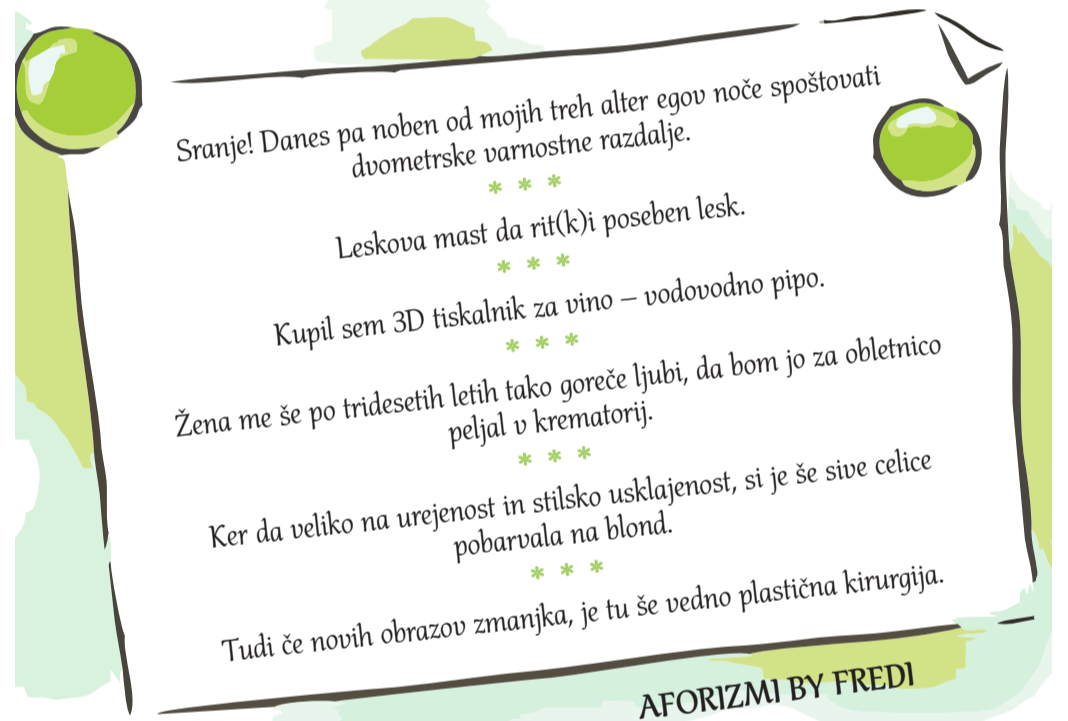 Sranje! Danes pa noben od mojih treh alter egov noče spoštovati
dvometrske varnostne razdalje.
* * *
Leskova mast da rit(k)i poseben lesk.
* * *
Kupil sem 3D tiskalnik za vino – vodovodno pipo.
* * *
Žena me še po tridesetih letih tako goreče ljubi, da bom jo za obletnico
peljal v krematorij.
* * *
Ker da veliko na urejenost in stilsko usklajenost, si je še sive celice
pobarvala na blond.
* * *
Tudi če novih obrazov zmanjka, je tu še vedno plastična kirurgija.
AFORIZMI BY FREDI